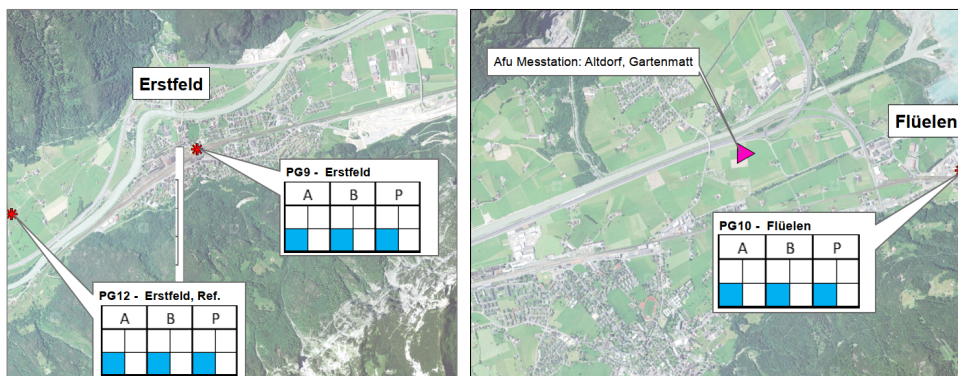 Erstfeld
PG9 - Erstfeld
A B P
PG12 - Erstfeld, Ref.
A B P
Afu Messtation: Altdorf, Gartenmatt
Flüelen
PG10 - Flüelen
A B P